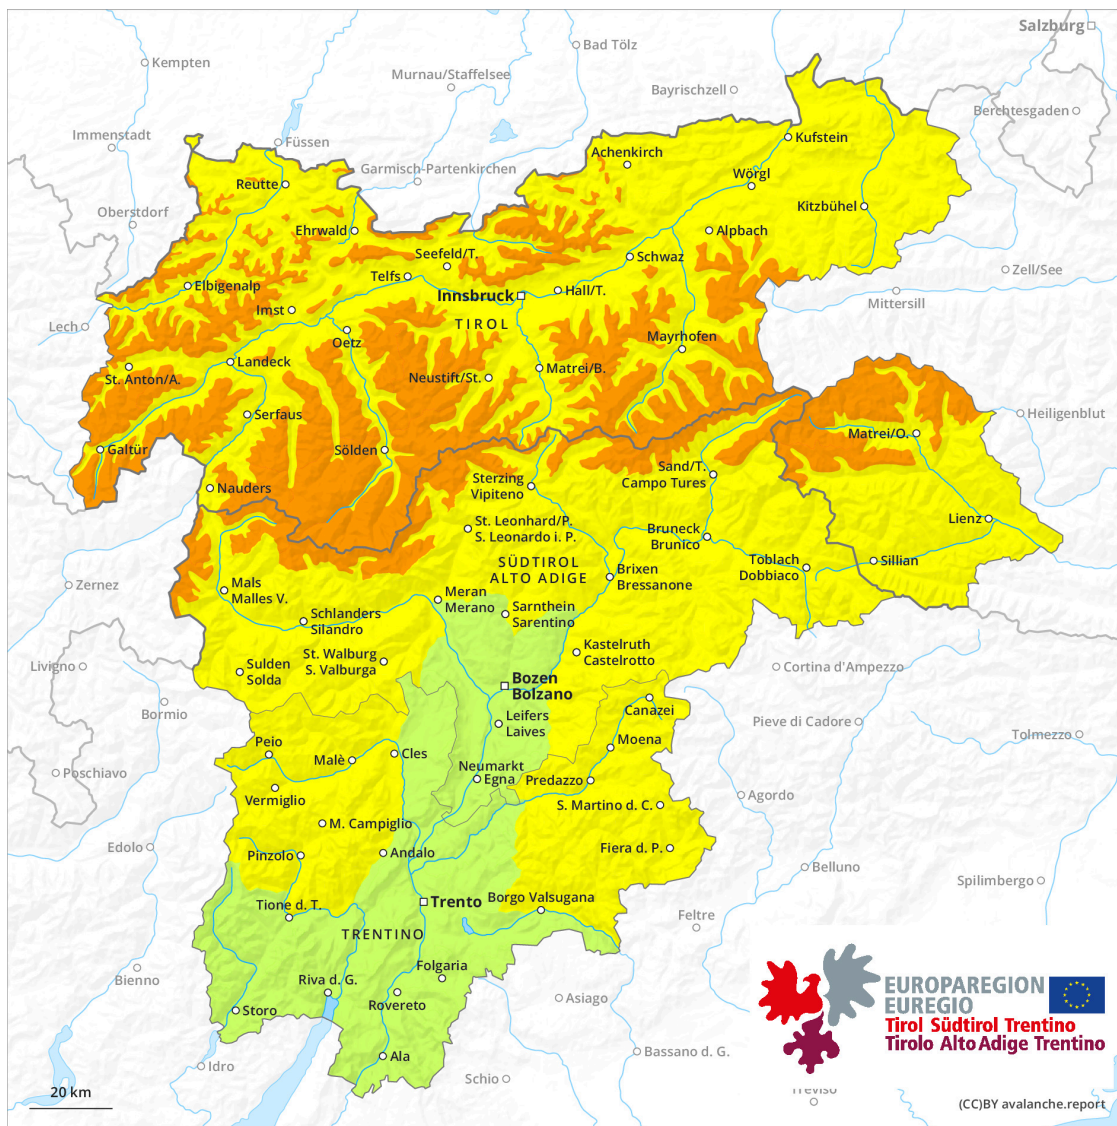 Salzburg
Bad Tölz
Kempten
Murnau/Staffelsee
Bayrischzell
Berchtesgaden
Immenstadt
Füssen
Kufstein
Achenkirch
Garmisch-Partenkirchen
Wörgl
Reutte
Kitzbühel
Oberstdorf
Ehrwald
Alpbach
Seefeld/T.
Schwaz
Zell/See
Telfs
Elbigenalp
Innsbruck
Hall/T.
Mittersill
Imst
TIROL
Lech
Oetz
Mayrhofen
Landeck
Matrei/B.
St. Anton/A.
Neustift/St.
Serfaus
Heiligenblut
Matrei/O.
Galtür
Sölden
Sand/T.
Campo Tures
Sterzing
Vipiteno
Nauders
Lienz
St. Leonhard/P.
S. Leonardo i. P.
Bruneck
Brunico
SÜDTIROL
ALTO ADIGE
Toblach
Dobbiaco
Sillian
Brixen
Bressanone
Zernez
Mals
Malles V.
Meran
Merano
Sarnthein
Sarentino
Schlanders
Silandro
Kastelruth
Castelrotto
St. Walburg
S. Valburga
Livigno
Sulden
Solda
Cortina d'Ampezzo
Bozen
Bolzano
Bormio
Canazei
Leifers
Laives
Pieve di Cadore
Tolmezzo
Peio
Moena
Malè
Cles
Poschiavo
Neumarkt
Egna
Predazzo
Vermiglio
Agordo
S. Martino d. C.
M. Campiglio
Edolo
Pinzolo
Andalo
Fiera d. P.
Belluno
Spilimbergo
Tione d. T.
Trento
Borgo Valsugana
Feltre
TRENTINO
Folgaria
Bienno
Riva d. G.
Rovereto
Asiago
EUROPAREGION
EUREGIO
Tirol Südtirol Trentino
Tirolo Alto Adige Trentino
Storo
Ala
Bassano d. G.
Idro
Schio
Treviso
20 km
(CC)BY avalanche.report